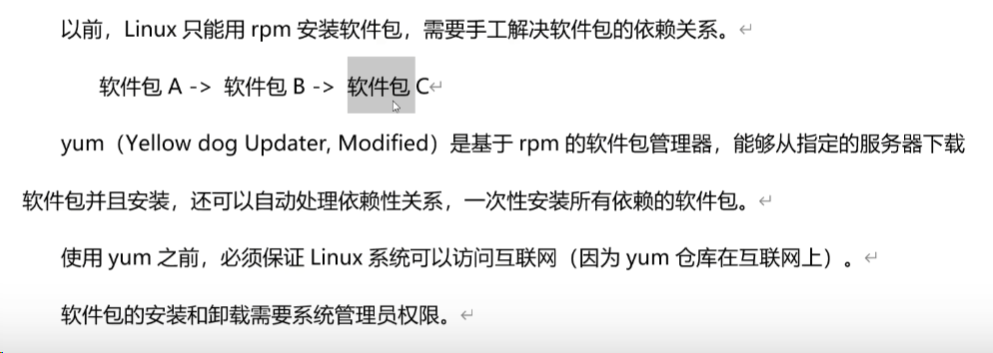 以前，Linux 只能用 rpm 安装软件包，需要手工解决软件包的依赖关系。
软件包 A -> 软件包 B -> 软件包 C
yum（Yellow dog Updater, Modified）是基于 rpm 的软件包管理器，能够从指定的服务器下载
软件包并且安装，还可以自动处理依赖性关系，一次性安装所有依赖的软件包。
使用 yum 之前，必须保证 Linux 系统可以访问互联网（因为 yum 仓库在互联网上）。
软件包的安装和卸载需要系统管理员权限。